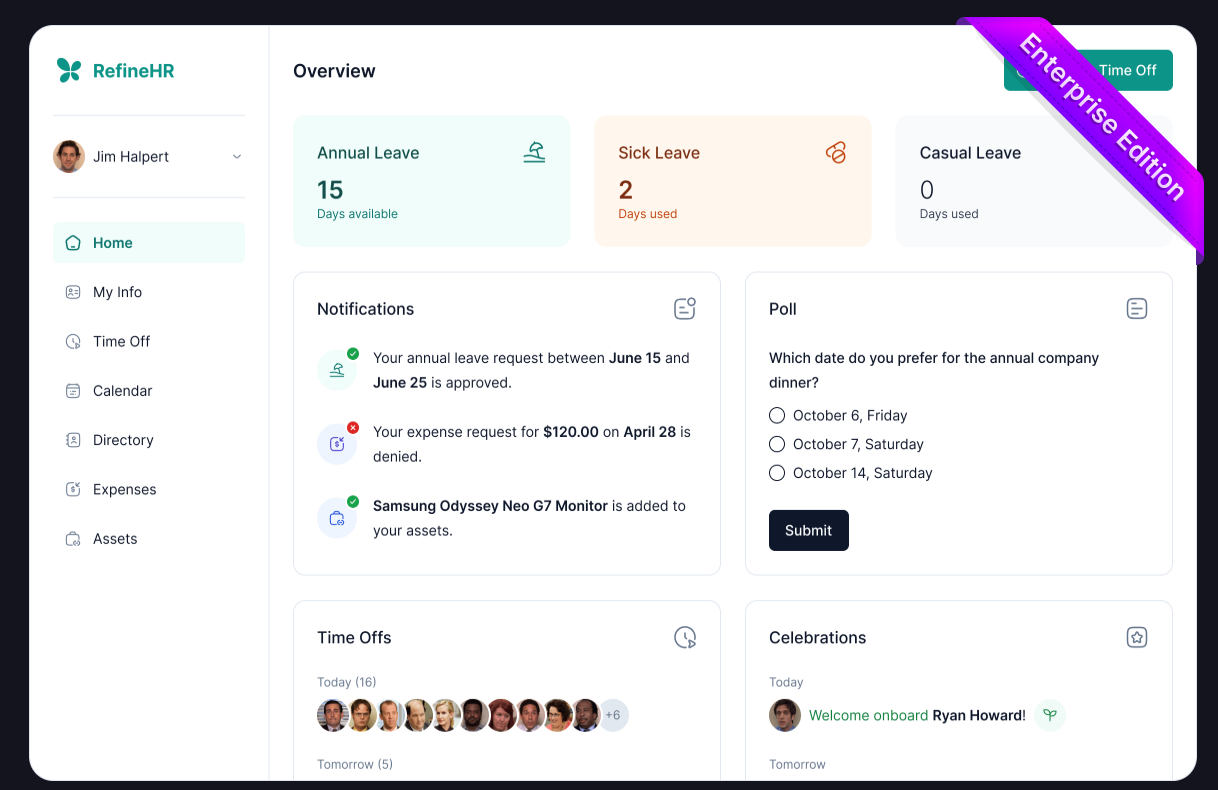 RefineHR
Jim Halpert
Home
My Info
Time Off
Calendar
Directory
Expenses
Assets
Overview
Time Off
Enterprise Edition
Annual Leave
15
Days available
Sick Leave
2
Days used
Casual Leave
0
Days used
Notifications
Your annual leave request between June 15 and
June 25 is approved.
Your expense request for $120.00 on April 28 is
denied.
Samsung Odyssey Neo G7 Monitor is added to
your assets.
Poll
Which date do you prefer for the annual company
dinner?
October 6, Friday
October 7, Saturday
October 14, Saturday
Submit
Time Offs
Today (16)
+6
Tomorrow (5)
Celebrations
Today
Welcome onboard Ryan Howard!
Tomorrow